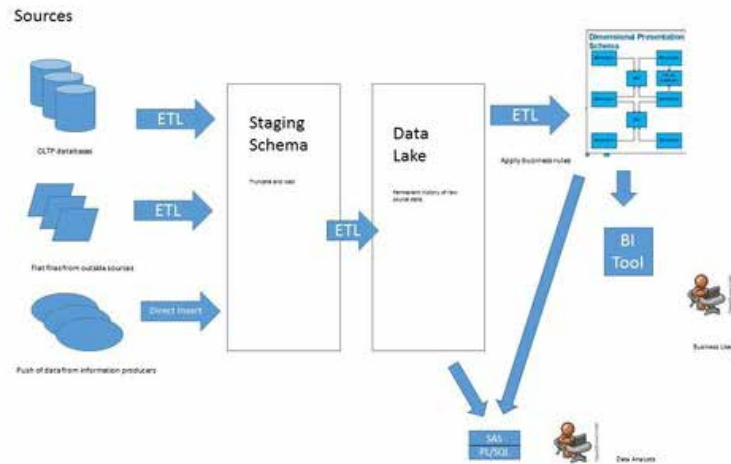 Sources
OLTP databases
ETL
Flat files from outside sources
ETL
Push of data from information producers
Direct Insert
Staging
Schema
Truncate and load
ETL
Data
Lake
Permanent history of raw
source data
ETL
Apply business rules
Dimensional Presentation
Schema
BI
Tool
Business User
SAS
PL/SQL
Data Analysts